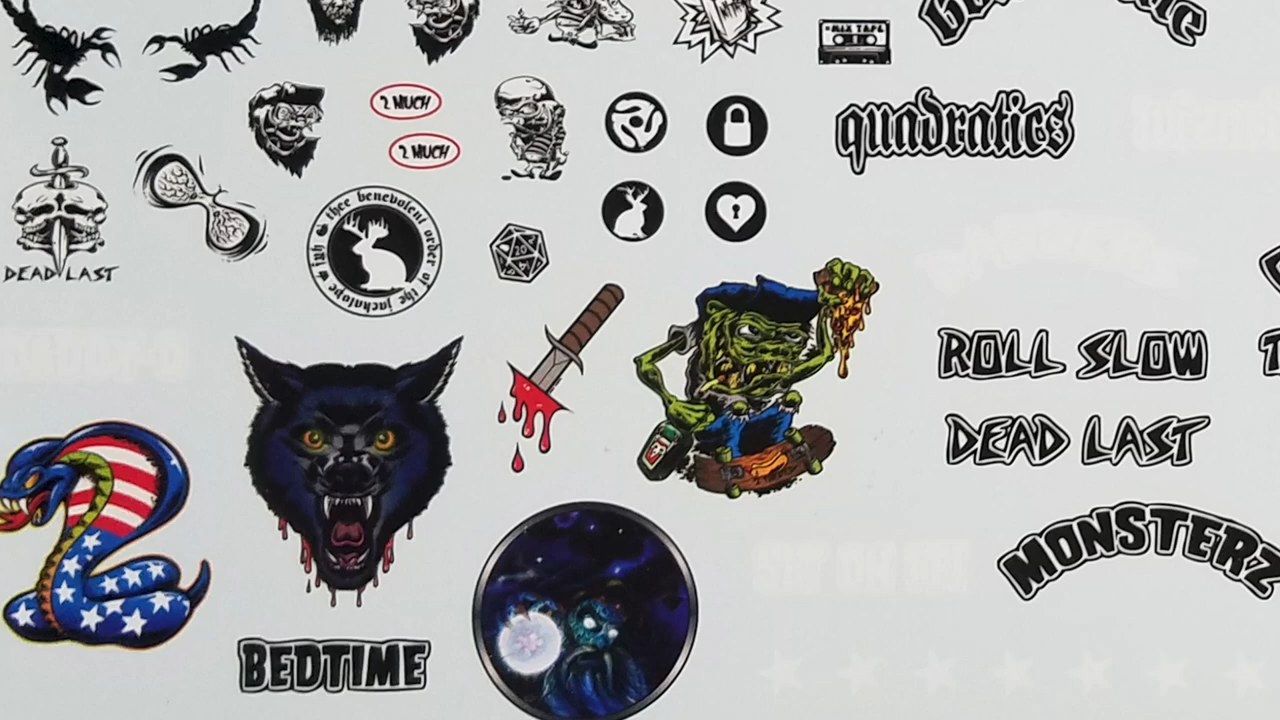 MIX TAPE
2 MUCH
2 MUCH
quadratics
thee benevolent order of the jackalope
20
DEAD LAST
ROLL SLOW
DEAD LAST
MONSTERZ
BEDTIME